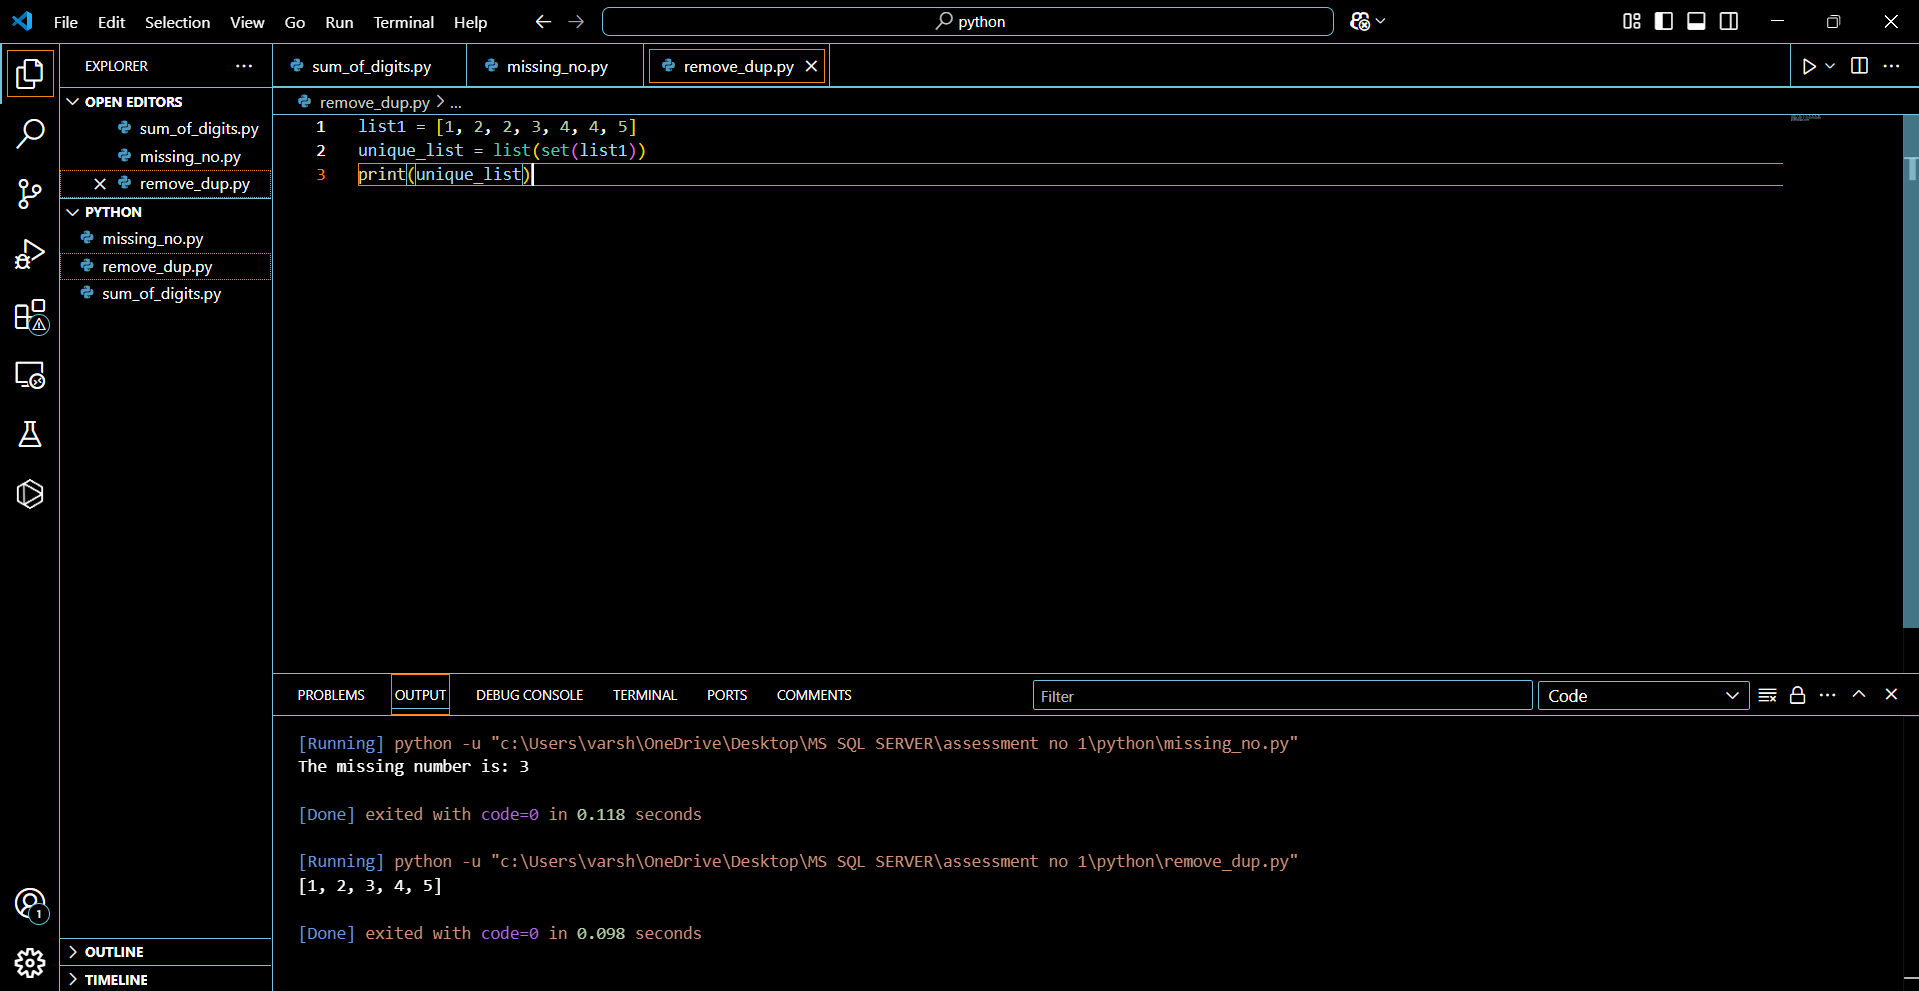 File Edit Selection View Go Run Terminal Help
python
EXPLORER
sum_of_digits.py missing_no.py remove_dup.py
OPEN EDITORS
sum_of_digits.py
missing_no.py
remove_dup.py
PYTHON
missing_no.py
remove_dup.py
sum_of_digits.py
OUTLINE
TIMELINE
1
remove_dup.py > ...
1 list1 = [1, 2, 2, 3, 4, 4, 5]
2 unique_list = list(set(list1))
3 print(unique_list)
PROBLEMS OUTPUT DEBUG CONSOLE TERMINAL PORTS COMMENTS
Filter
Code
[Running] python -u "c:\Users\varsh\OneDrive\Desktop\MS SQL SERVER\assessment no 1\python\missing_no.py"
The missing number is: 3
[Done] exited with code=0 in 0.118 seconds
[Running] python -u "c:\Users\varsh\OneDrive\Desktop\MS SQL SERVER\assessment no 1\python\remove_dup.py"
[1, 2, 3, 4, 5]
[Done] exited with code=0 in 0.098 seconds